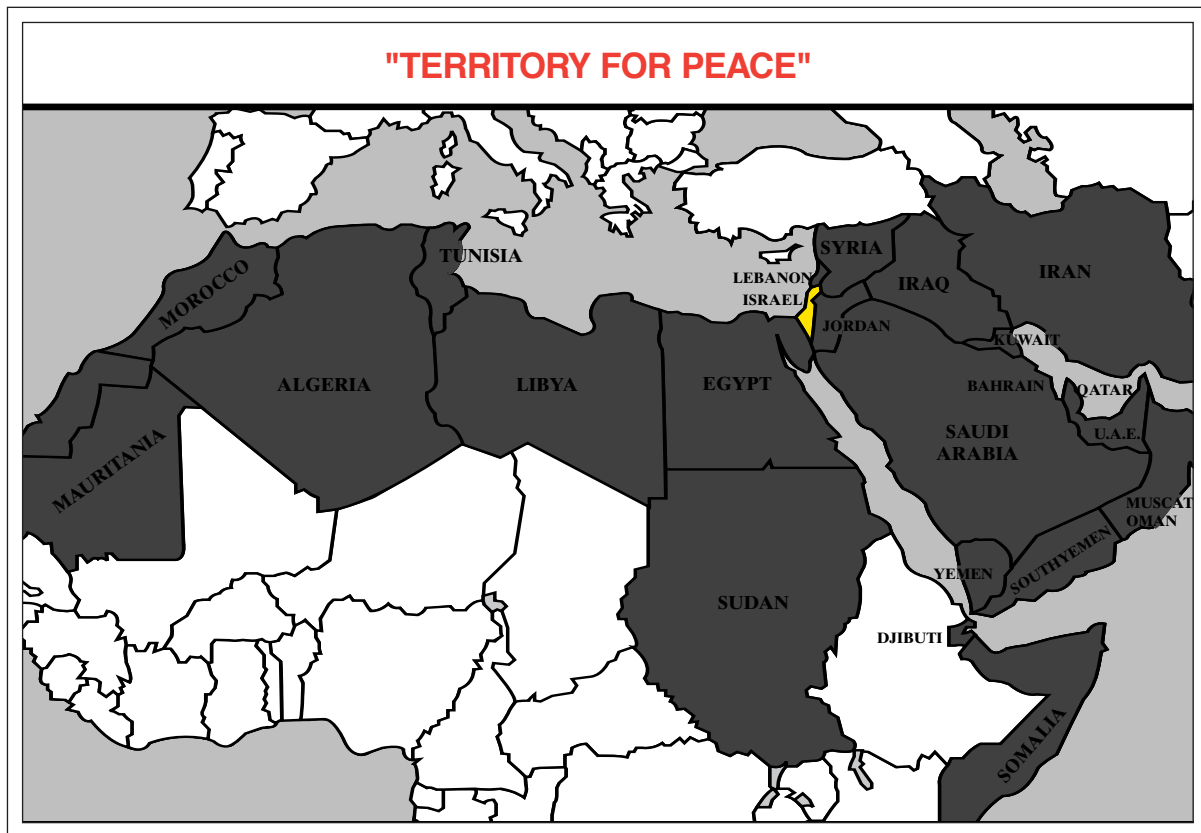 "TERRITORY FOR PEACE"
TUNISIA
SYRIA
MOROCCO
LEBANON
IRAN
IRAQ
ISRAEL
JORDAN
KUWAIT
ALGERIA
LIBYA
EGYPT
BAHRAIN
QATAR
SAUDI
ARABIA
U.A.E.
MAURITANIA
MUSCAT
OMAN
SOUTHYEMEN
YEMEN
SUDAN
DJIBUTI
SOMALIA